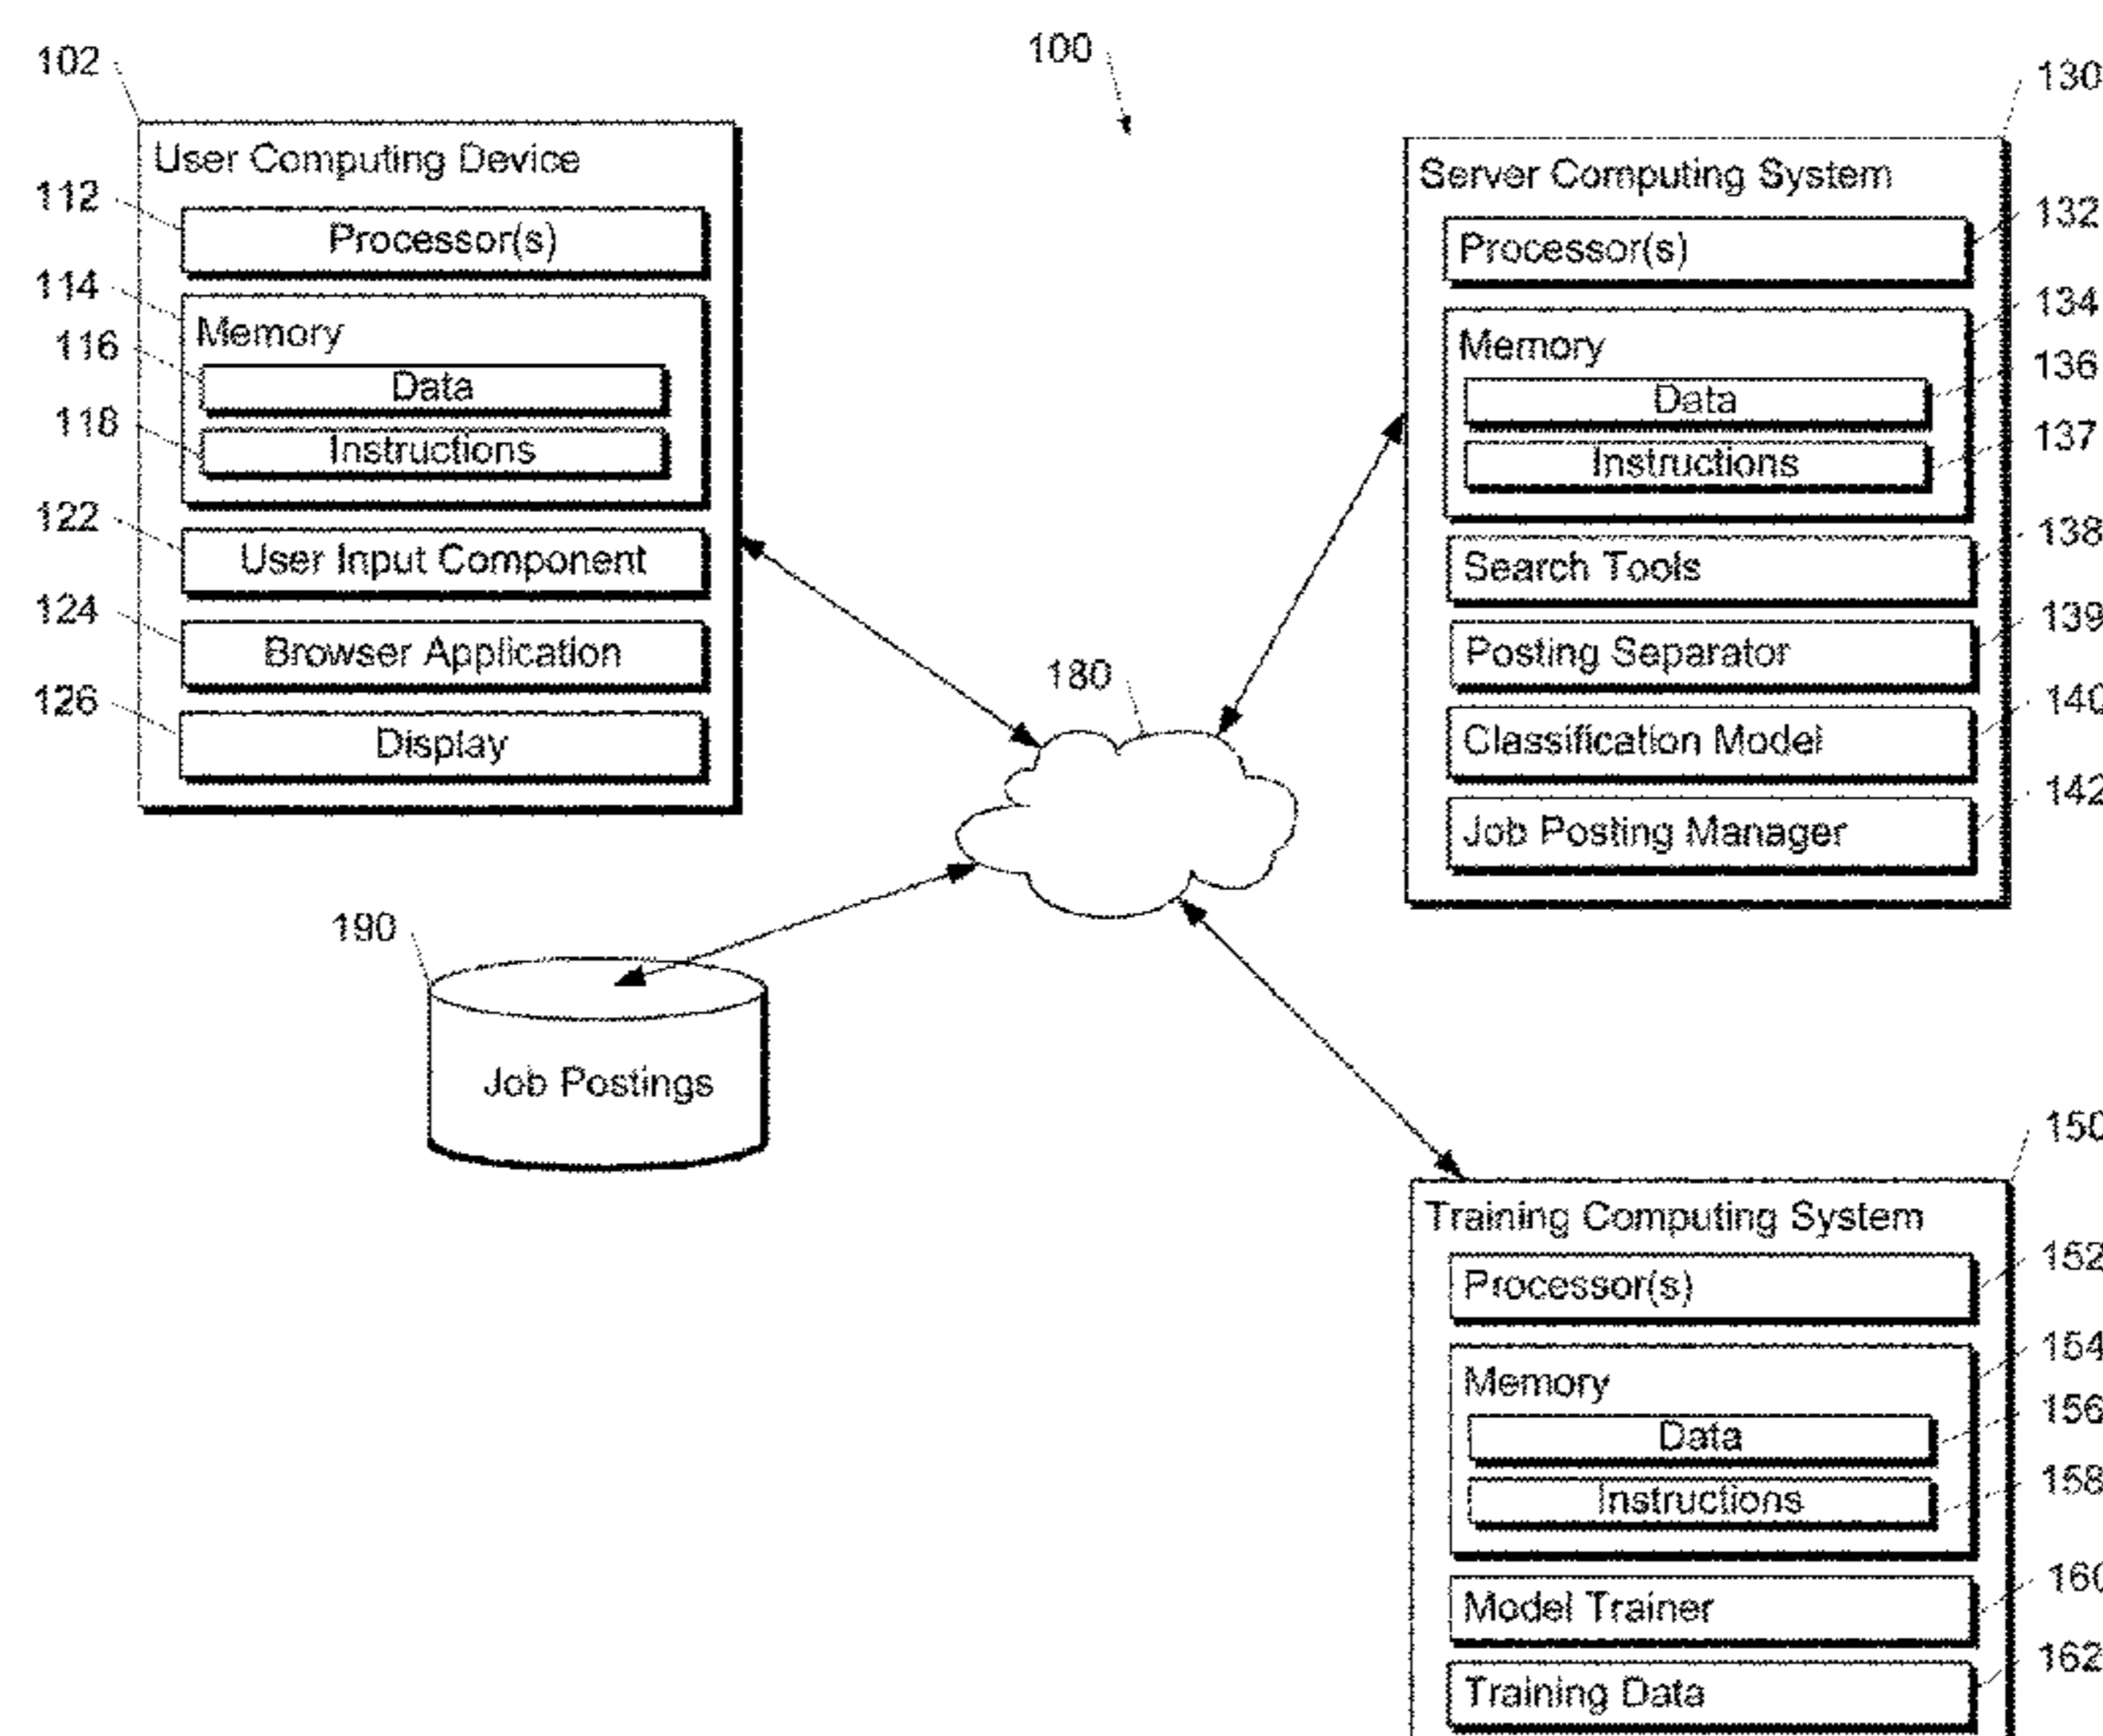 100
102
User Computing Device
112
Processor(s)
114
Memory
116
Data
118
Instructions
122
User Input Component
124
Browser Application
126
Display
130
Server Computing System
132
Processor(s)
134
Memory
136
Data
137
Instructions
138
Search Tools
139
Posting Separator
140
Classification Model
142
Job Posting Manager
180
190
Job Postings
150
Training Computing System
152
Processor(s)
154
Memory
156
Data
158
Instructions
160
Model Trainer
162
Training Data